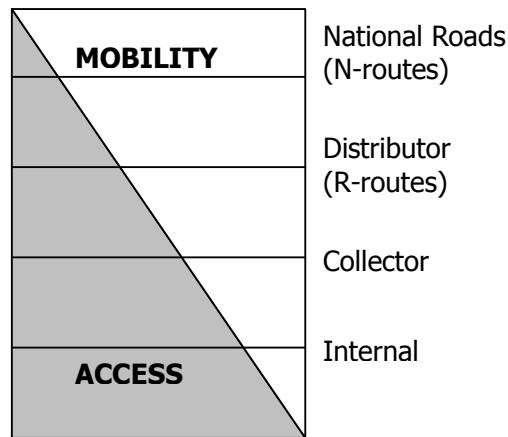 MOBILITY
National Roads
(N-routes)
Distributor
(R-routes)
Collector
Internal
ACCESS